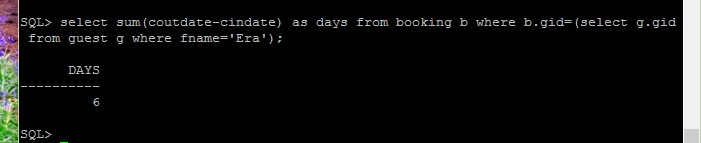 SQL> select sum(coutdate-cindate) as days from booking b where b.gid=(select g.gid
from guest g where fname='Era');
DAYS
----------
6
SQL>